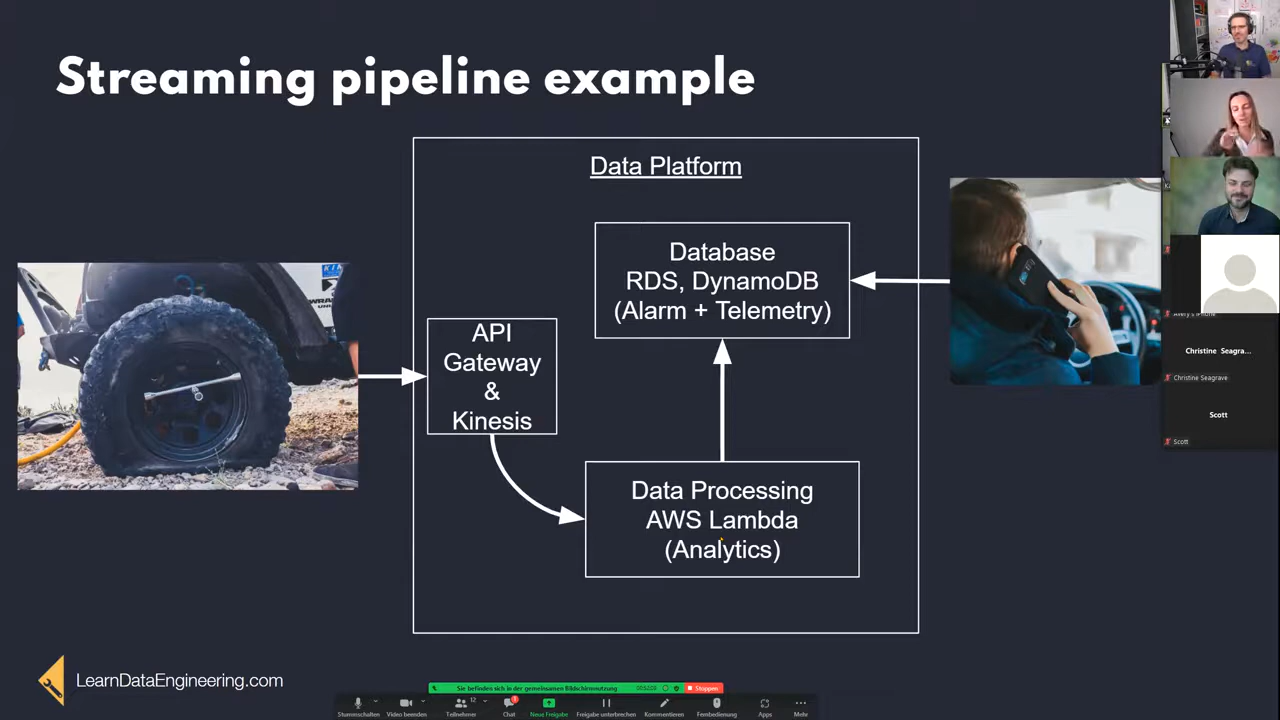 Streaming pipeline example
Data Platform
Database
RDS, DynamoDB
(Alarm + Telemetry)
API
Gateway
&
Kinesis
Data Processing
AWS Lambda
(Analytics)
LearnDataEngineering.com
Christine Seagra...
Christine Seagrave
Scott
Scott
Sie befinden sich in der gemeinsamen Bildschirmnutzung
Stoppen
Stummschalten
Video beenden
12
Teilnehmer
Chat
Neue Freigabe
Freigabe unterbrechen
Kommentieren
Fernbedienung
Apps
Mehr